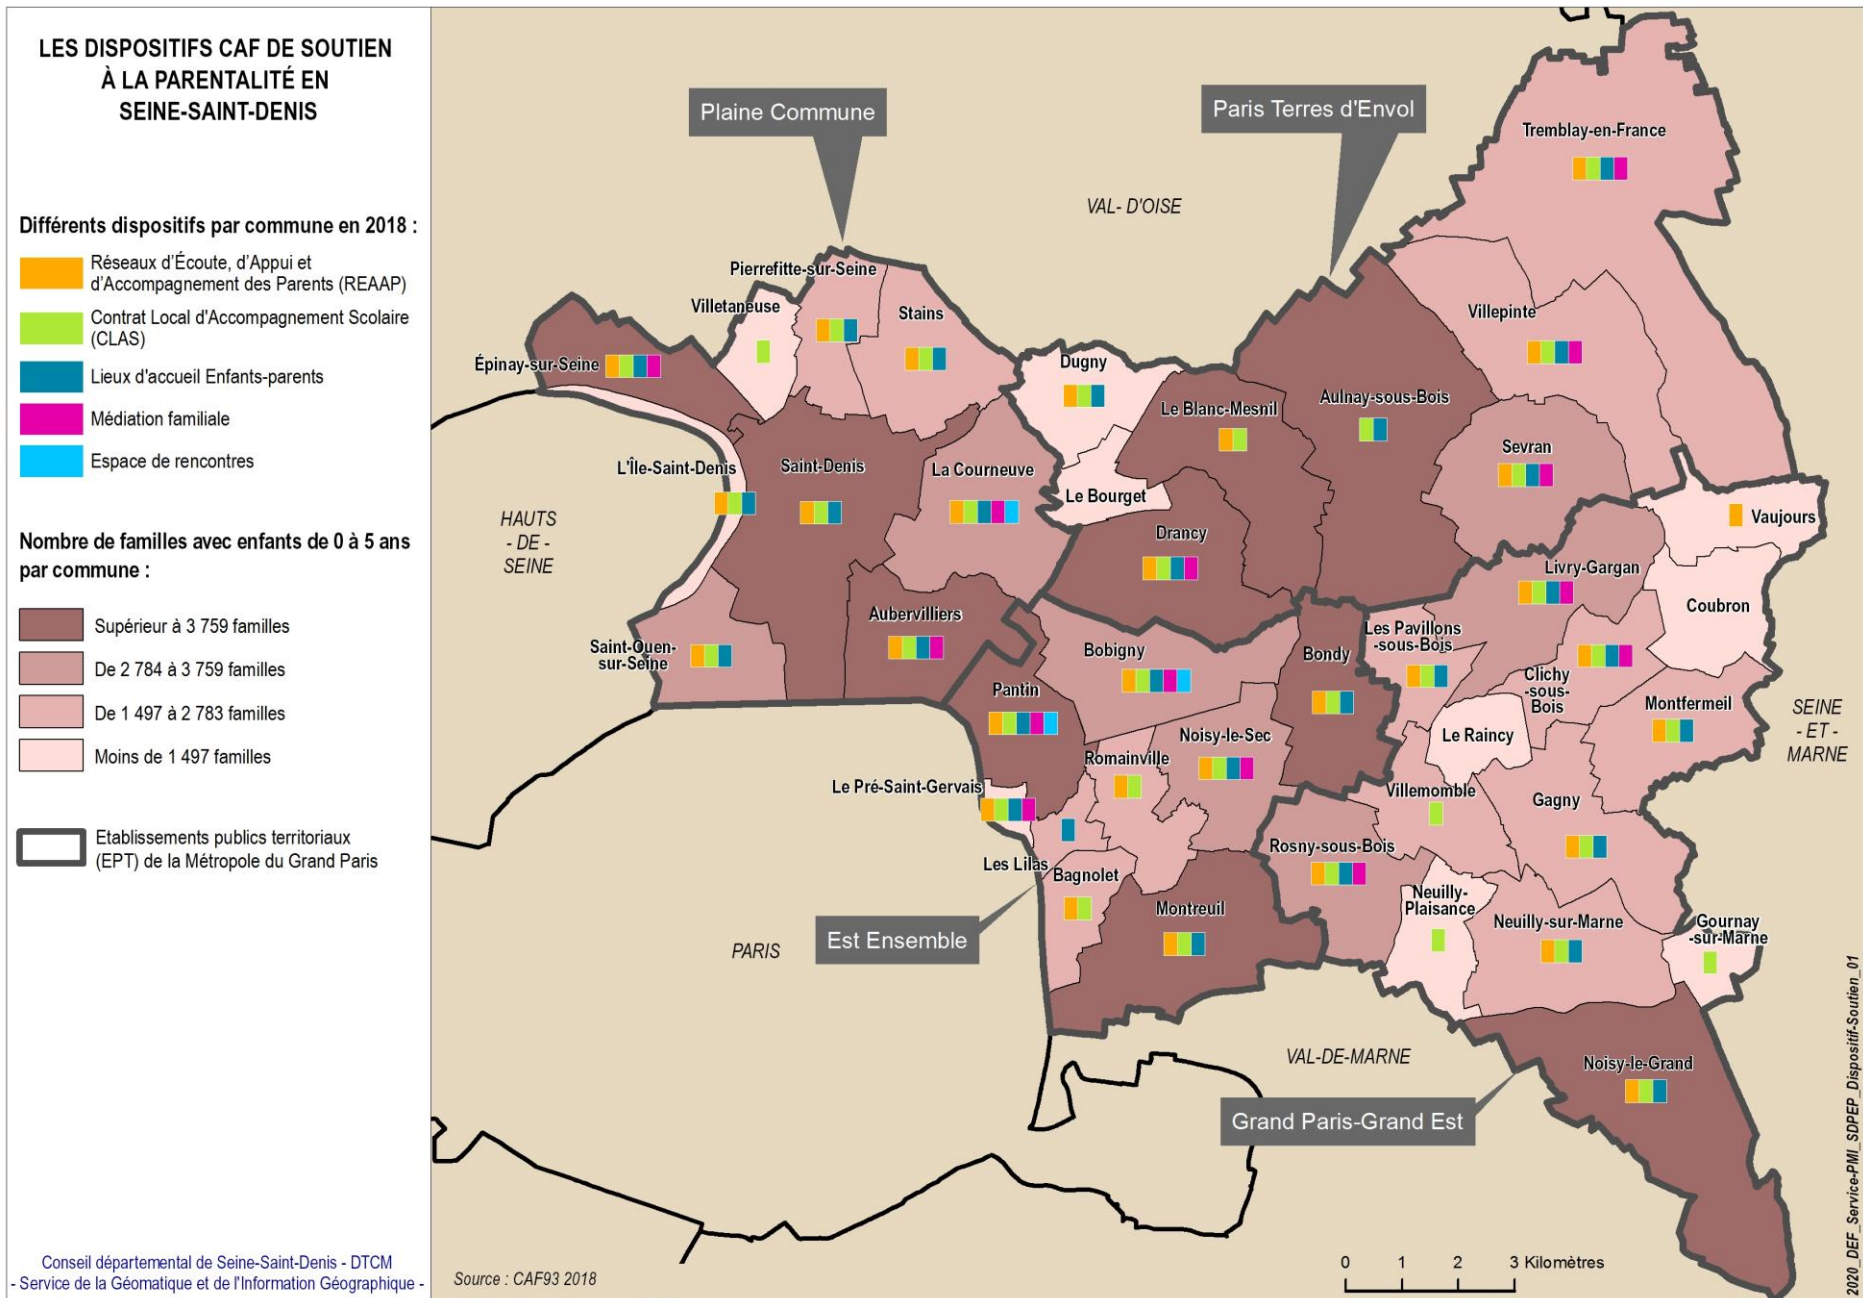 LES DISPOSITIFS CAF DE SOUTIEN
À LA PARENTALITÉ EN
SEINE-SAINT-DENIS
Différents dispositifs par commune en 2018 :
Réseaux d'Écoute, d'Appui et
d'Accompagnement des Parents (REAAP)
Contrat Local d'Accompagnement Scolaire
(CLAS)
Lieux d'accueil Enfants-parents
Médiation familiale
Espace de rencontres
Nombre de familles avec enfants de 0 à 5 ans
par commune :
Supérieur à 3 759 familles
De 2 784 à 3 759 familles
De 1 497 à 2 783 familles
Moins de 1 497 familles
Etablissements publics territoriaux
(EPT) de la Métropole du Grand Paris
Conseil départemental de Seine-Saint-Denis - DTCM
- Service de la Géomatique et de l'Information Géographique -
Plaine Commune
Paris Terres d'Envol
Tremblay-en-France
VAL- D'OISE
Pierrefitte-sur-Seine
Villetaneuse
Stains
Villepinte
Épinay-sur-Seine
Dugny
Le Blanc-Mesnil
Aulnay-sous-Bois
Sevran
L'Île-Saint-Denis
Saint-Denis
La Courneuve
Le Bourget
Vaujours
HAUTS
- DE -
SEINE
Drancy
Livry-Gargan
Coubron
Aubervilliers
Saint-Ouen-
sur-Seine
Bobigny
Bondy
Les Pavillons
-sous-Bois
Clichy
-sous-
Bois
Montfermeil
SEINE
- ET -
MARNE
Pantin
Noisy-le-Sec
Le Raincy
Romainville
Le Pré-Saint-Gervais
Villemomble
Gagny
Les Lilas
Bagnolet
Rosny-sous-Bois
Montreuil
Neuilly-
Plaisance
Neuilly-sur-Marne
Gournay
-sur-Marne
Est Ensemble
PARIS
VAL-DE-MARNE
Noisy-le-Grand
Grand Paris-Grand Est
Source : CAF93 2018
0 1 2 3 Kilomètres
2020_DEF_Service-PMI_SDPEP_Dispositif-Soutien_01